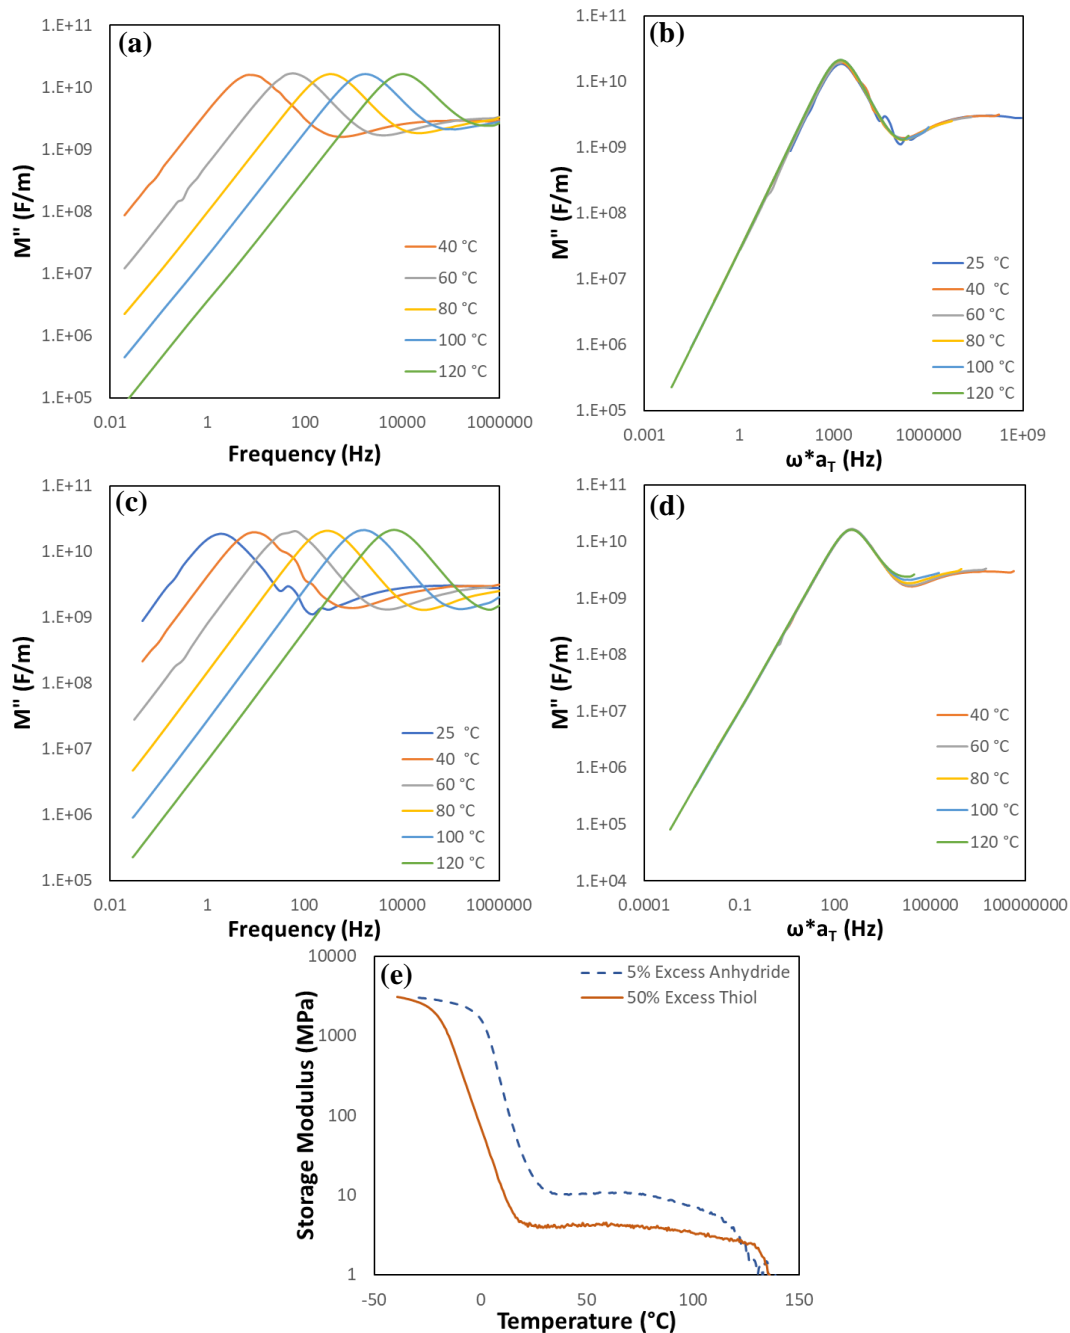 (a)
1.E+11
1.E+10
1.E+09
1.E+08
1.E+07
1.E+06
1.E+05
M" (F/m)
40 °C
60 °C
80 °C
100 °C
120 °C
0.01 1 100 10000 1000000
Frequency (Hz)
(b)
1.E+11
1.E+10
1.E+09
1.E+08
1.E+07
1.E+06
1.E+05
M" (F/m)
25 °C
40 °C
60 °C
80 °C
100 °C
120 °C
0.001 1 1000 1000000 1E+09
ω*aT (Hz)
(c)
1.E+11
1.E+10
1.E+09
1.E+08
1.E+07
1.E+06
1.E+05
M" (F/m)
25 °C
40 °C
60 °C
80 °C
100 °C
120 °C
0.01 1 100 10000 1000000
Frequency (Hz)
(d)
1.E+11
1.E+10
1.E+09
1.E+08
1.E+07
1.E+06
1.E+05
1.E+04
M" (F/m)
40 °C
60 °C
80 °C
100 °C
120 °C
0.0001 0.1 100 100000 100000000
ω*aT (Hz)
(e)
10000
1000
100
10
1
Storage Modulus (MPa)
5% Excess Anhydride
50% Excess Thiol
-50 0 50 100 150
Temperature (°C)